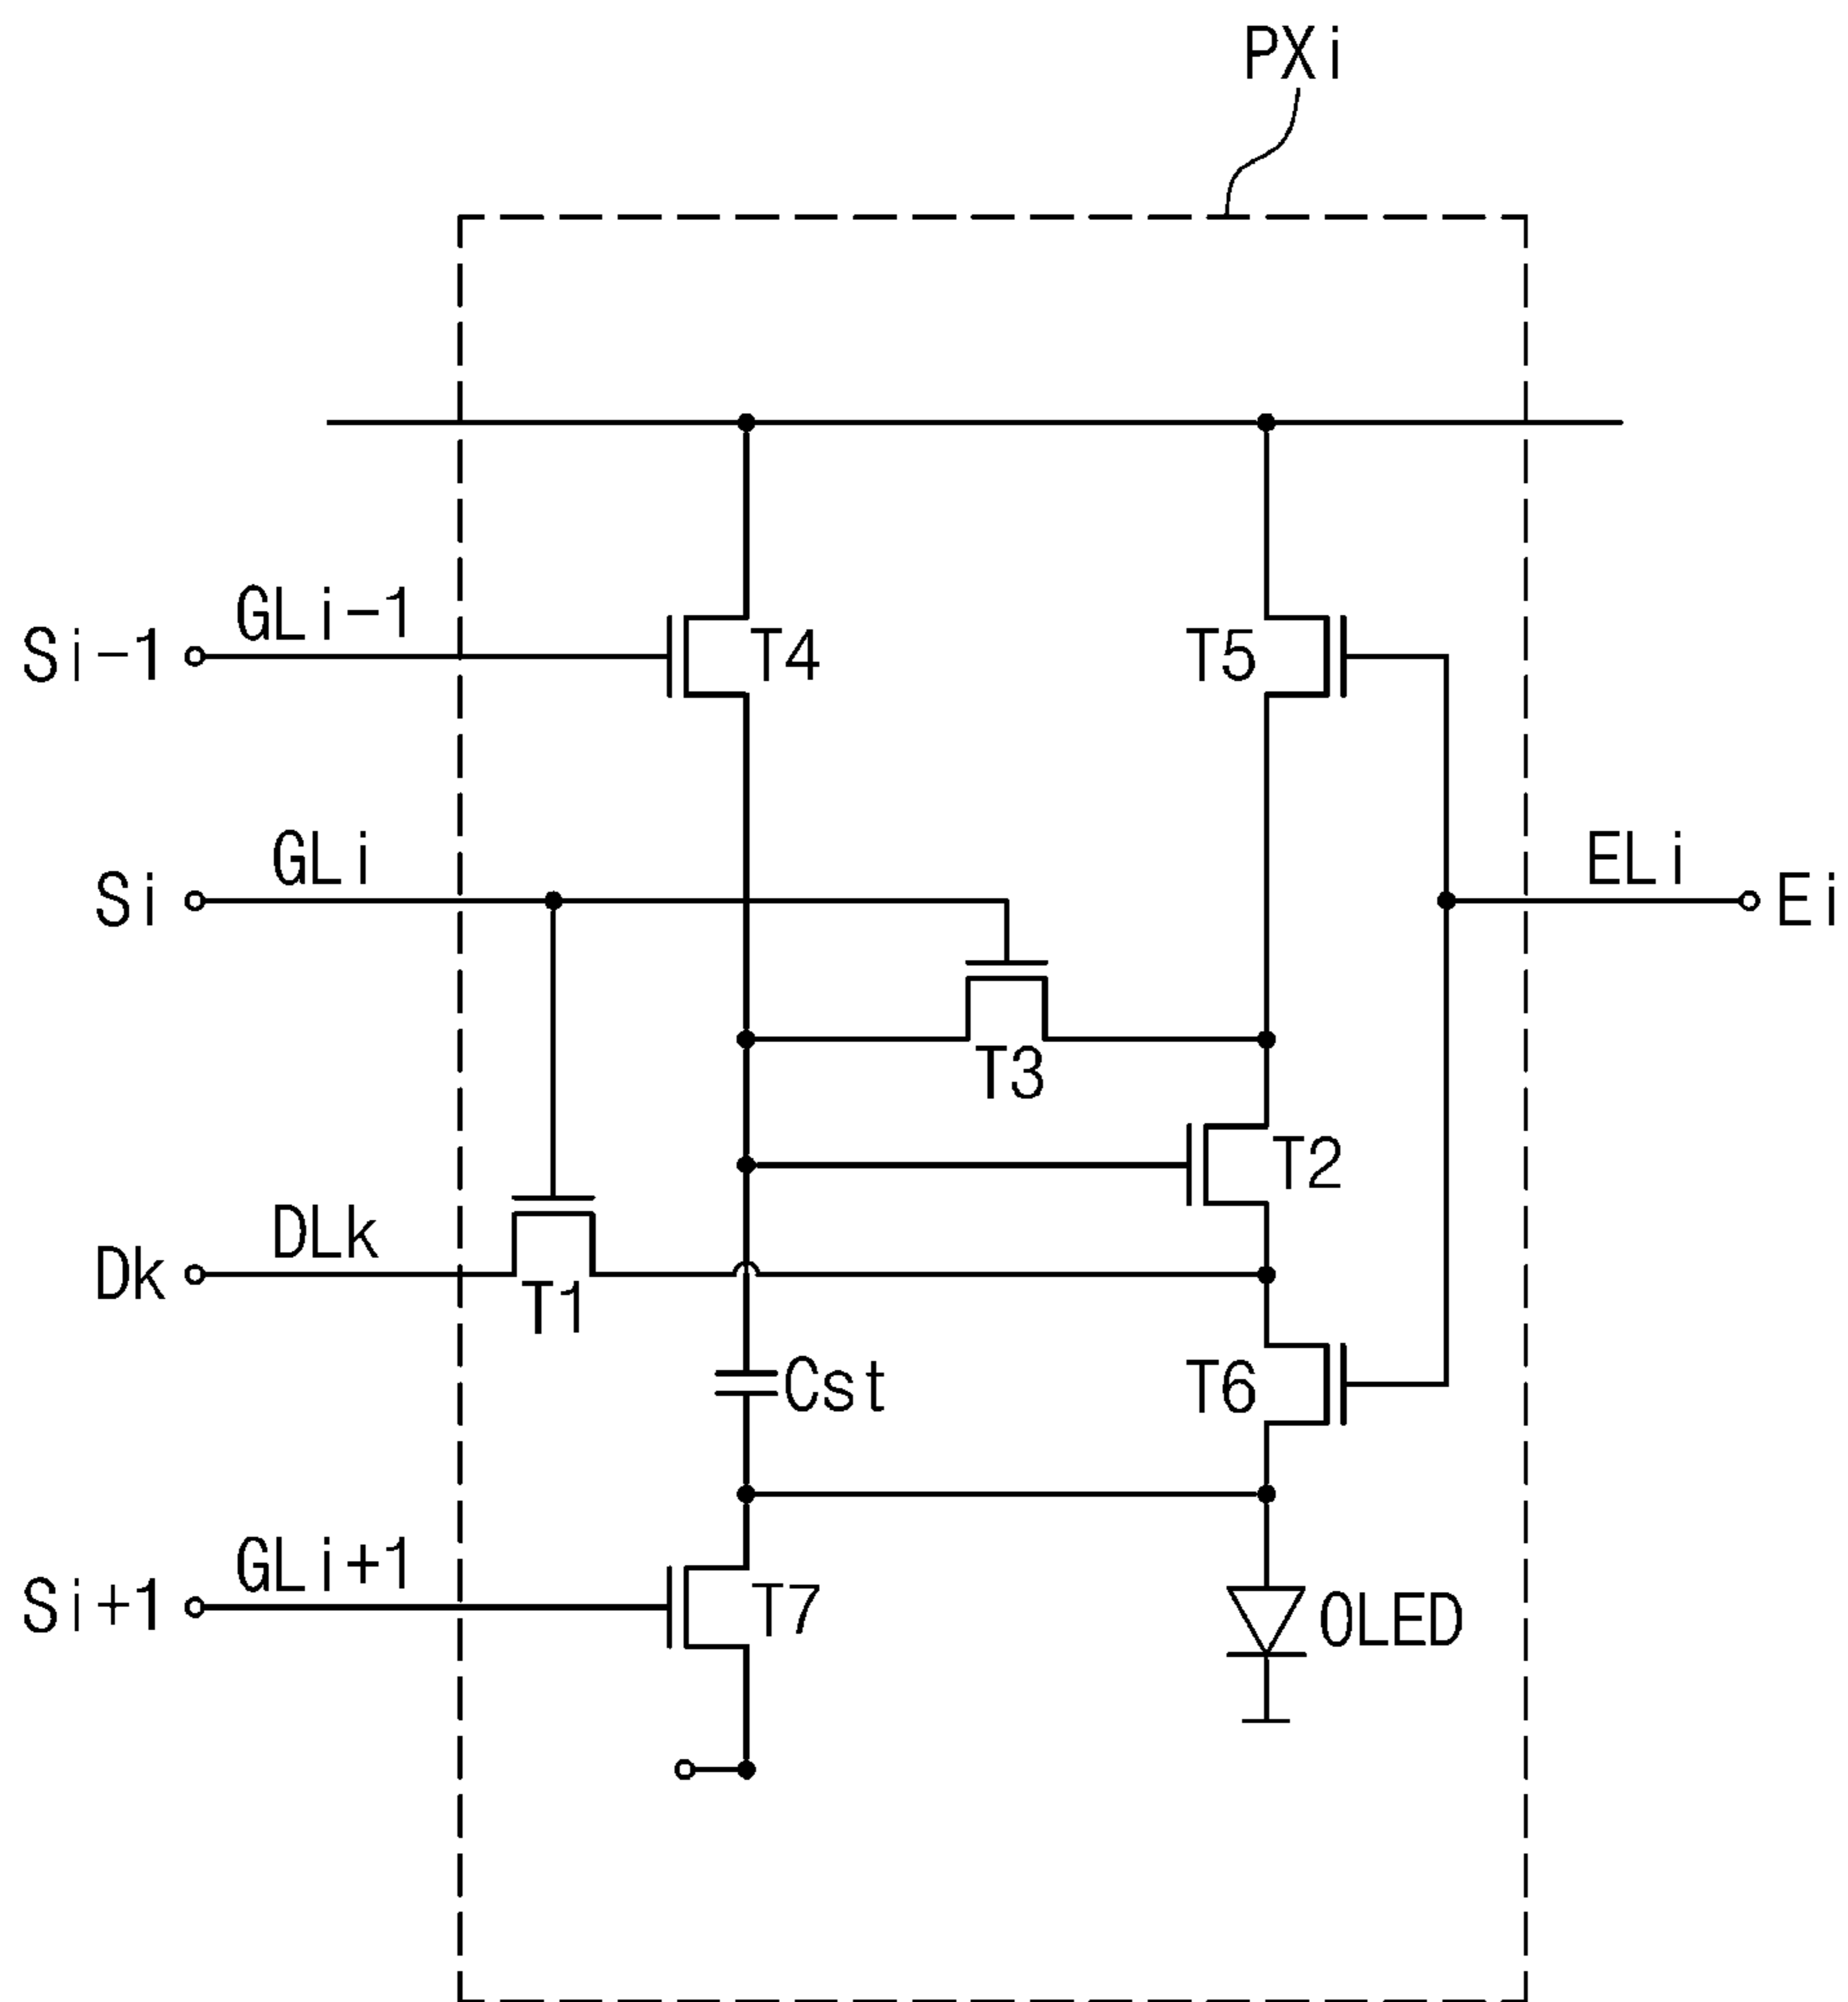 PXi
GLi-1
Si-1
T4
T5
GLi
Si
ELi
Ei
T3
T2
DLk
Dk
T1
Cst
T6
GLi+1
Si+1
T7
OLED